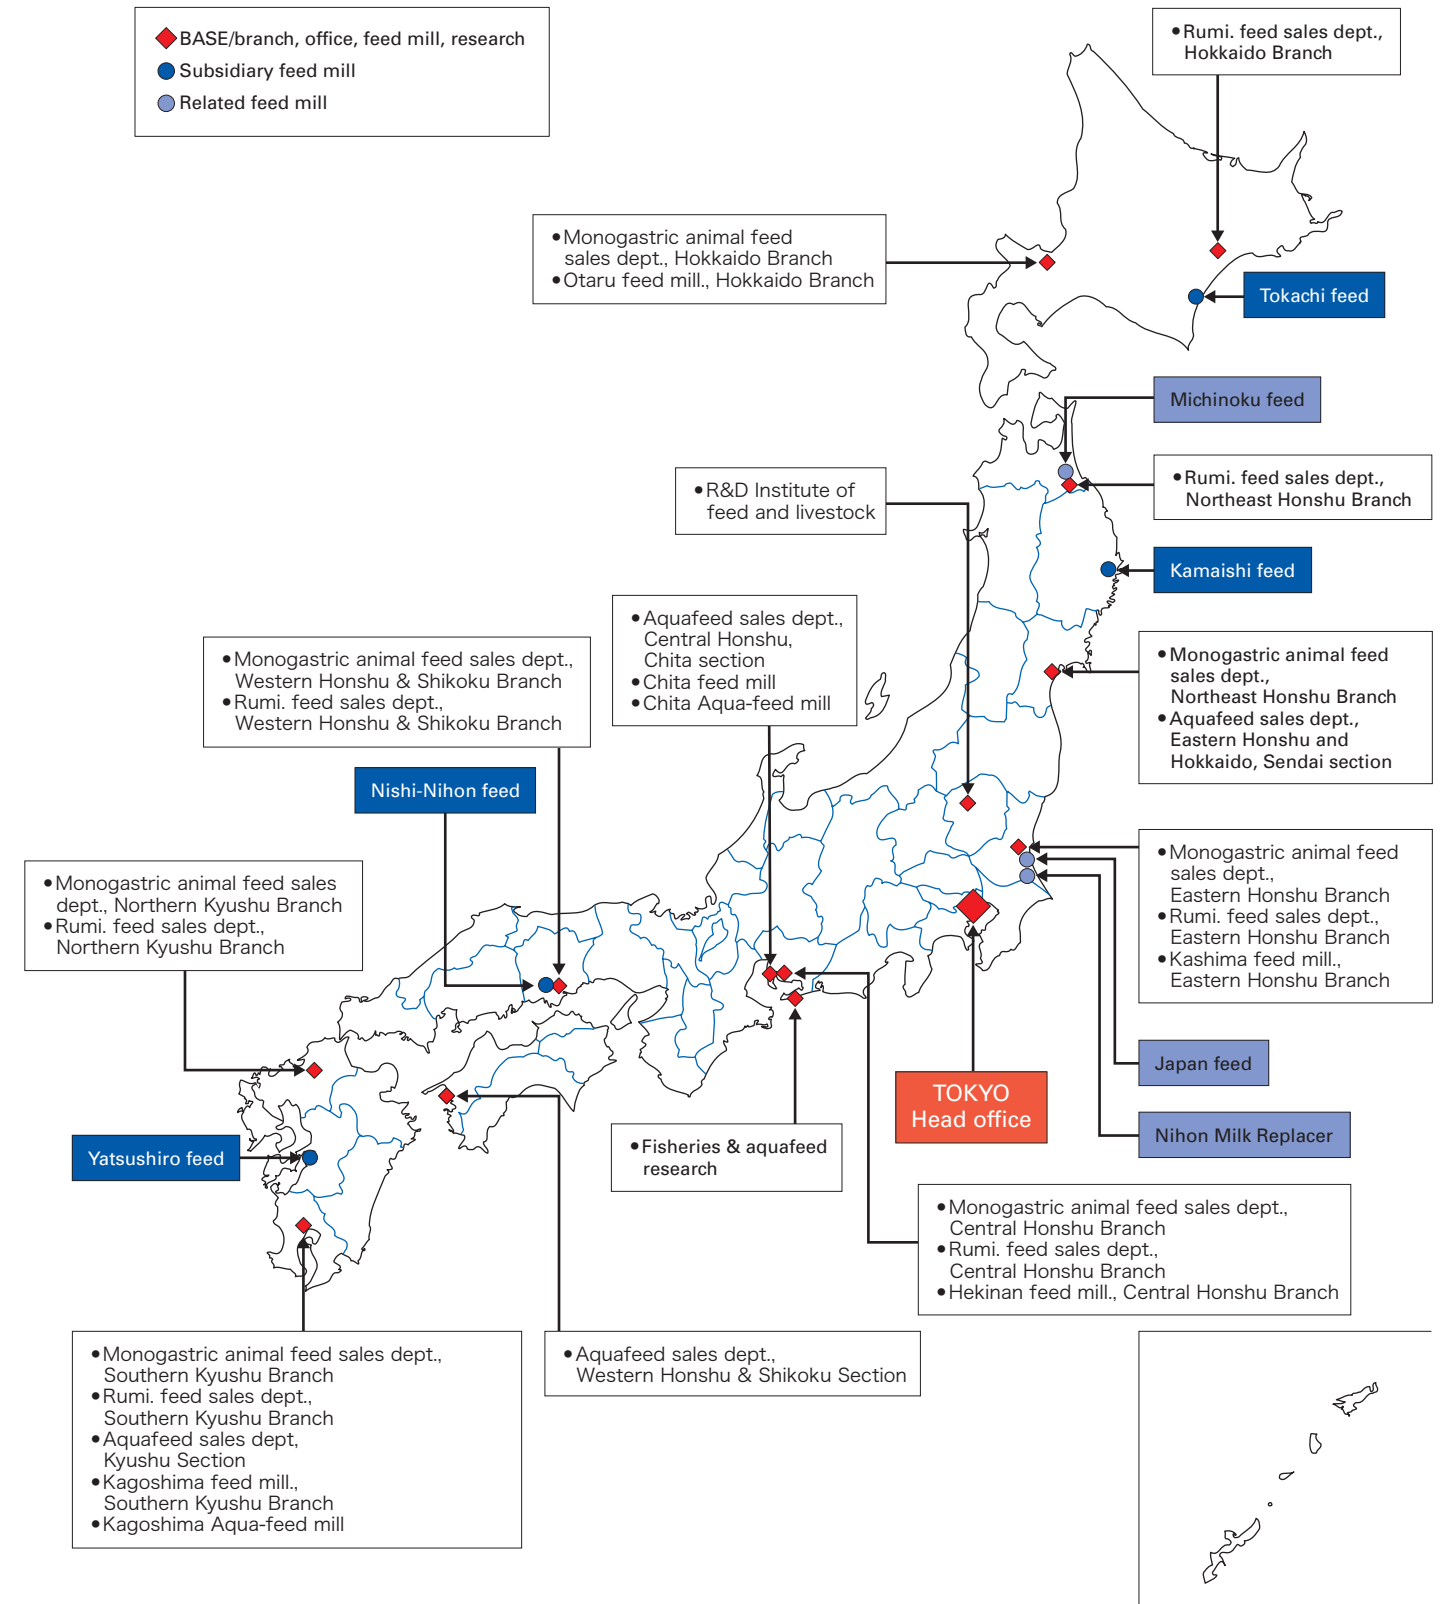 BASE/branch, office, feed mill, research
Subsidiary feed mill
Related feed mill
•Rumi. feed sales dept.,
Hokkaido Branch
•Monogastric animal feed
sales dept., Hokkaido Branch
•Otaru feed mill., Hokkaido Branch
Tokachi feed
Michinoku feed
•Rumi. feed sales dept.,
Northeast Honshu Branch
•R&D Institute of
feed and livestock
Kamaishi feed
•Aquafeed sales dept.,
Central Honshu,
Chita section
•Chita feed mill
•Chita Aqua-feed mill
•Monogastric animal feed sales dept.,
Western Honshu & Shikoku Branch
•Rumi. feed sales dept.,
Western Honshu & Shikoku Branch
•Monogastric animal feed
sales dept.,
Northeast Honshu Branch
•Aquafeed sales dept.,
Eastern Honshu and
Hokkaido, Sendai section
Nishi-Nihon feed
•Monogastric animal feed
sales dept.,
Eastern Honshu Branch
•Rumi. feed sales dept.,
Eastern Honshu Branch
•Kashima feed mill.,
Eastern Honshu Branch
•Monogastric animal feed sales
dept., Northern Kyushu Branch
•Rumi. feed sales dept.,
Northern Kyushu Branch
Japan feed
TOKYO
Head office
Nihon Milk Replacer
•Fisheries & aquafeed
research
Yatsushiro feed
•Monogastric animal feed sales dept.,
Central Honshu Branch
•Rumi. feed sales dept.,
Central Honshu Branch
•Hekinan feed mill., Central Honshu Branch
•Monogastric animal feed sales dept.,
Southern Kyushu Branch
•Rumi. feed sales dept.,
Southern Kyushu Branch
•Aquafeed sales dept,
Kyushu Section
•Kagoshima feed mill.,
Southern Kyushu Branch
•Kagoshima Aqua-feed mill
•Aquafeed sales dept.,
Western Honshu & Shikoku Section